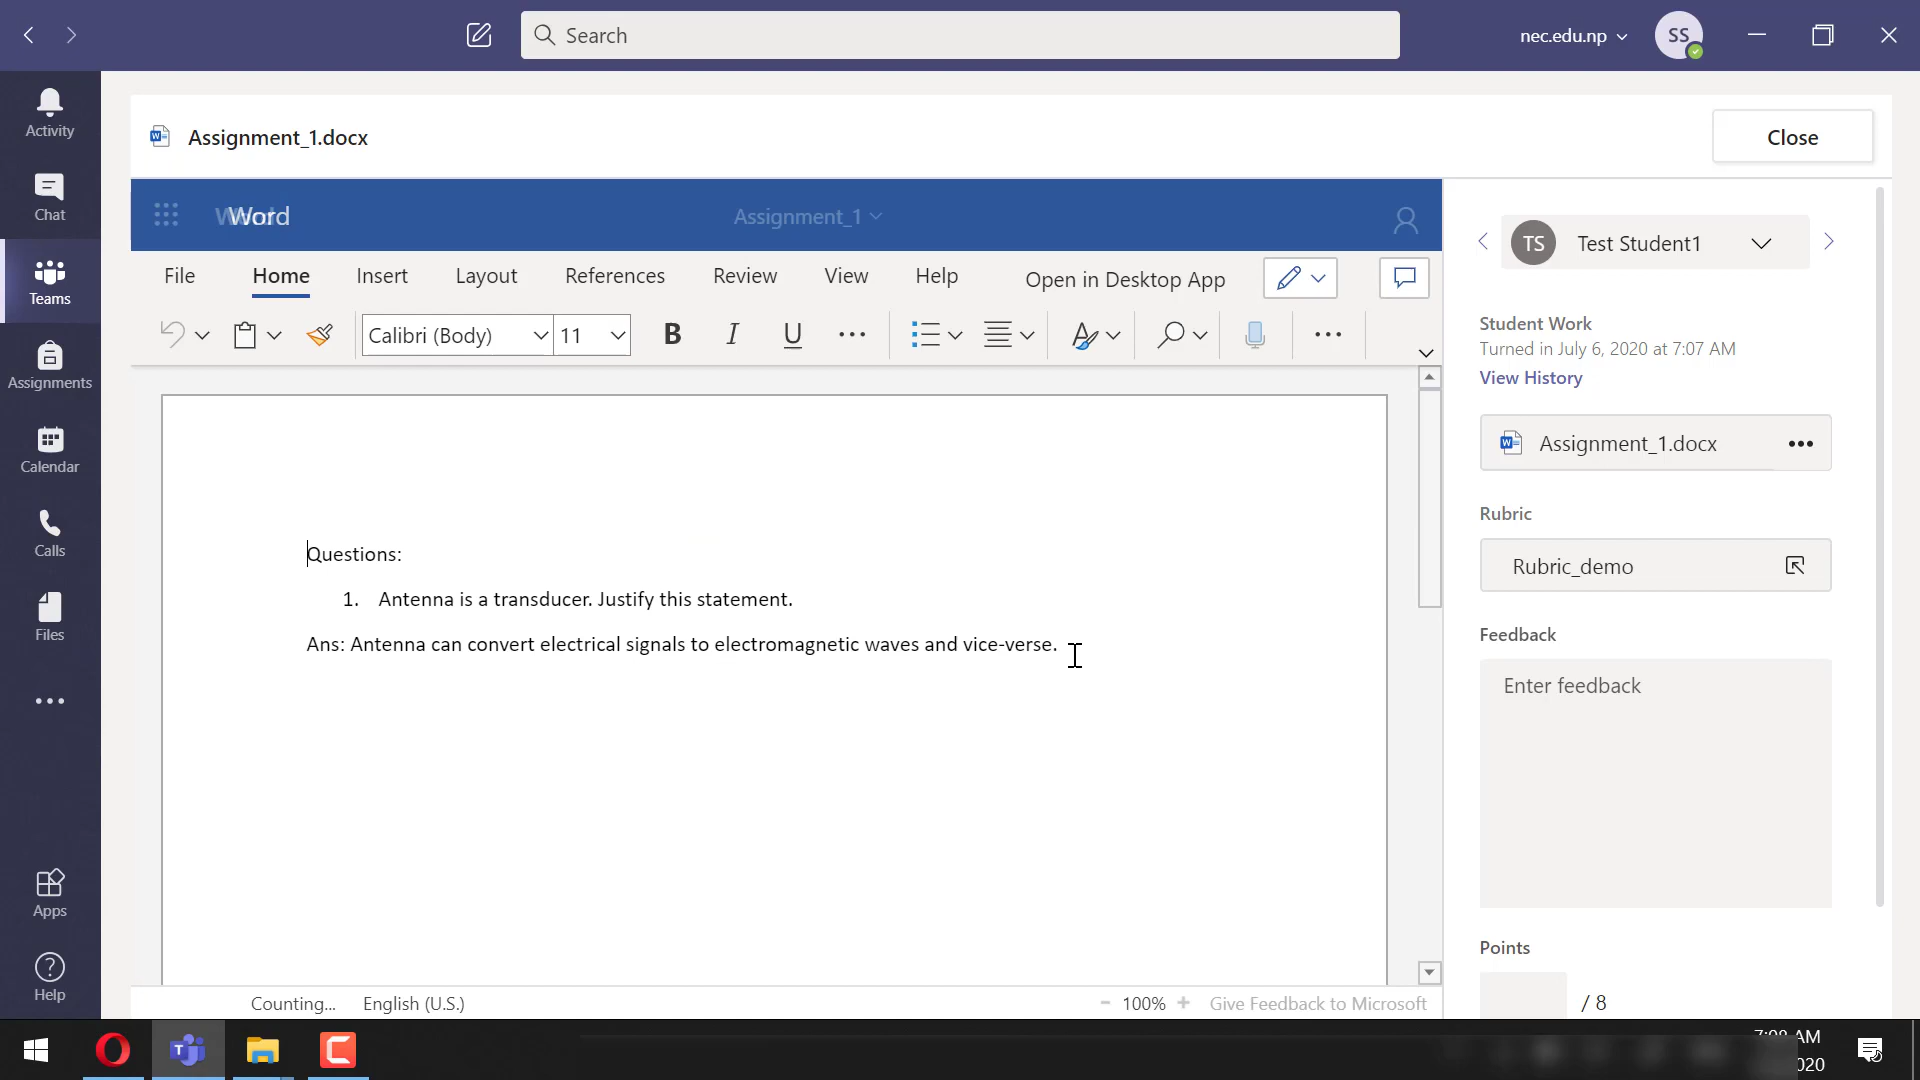 Search
nec.edu.np
SS
Activity
Chat
Teams
Assignments
Calendar
Calls
Files
Apps
Help
Assignment_1.docx
Close
Word
Assignment_1
File Home Insert Layout References Review View Help Open in Desktop App
Calibri (Body) 11 B I U
Questions:
1. Antenna is a transducer. Justify this statement.
Ans: Antenna can convert electrical signals to electromagnetic waves and vice-verse.
Counting... English (U.S.) 100% Give Feedback to Microsoft
TS Test Student1
Student Work
Turned in July 6, 2020 at 7:07 AM
View History
Assignment_1.docx
Rubric
Rubric_demo
Feedback
Enter feedback
Points
/ 8
AM
020